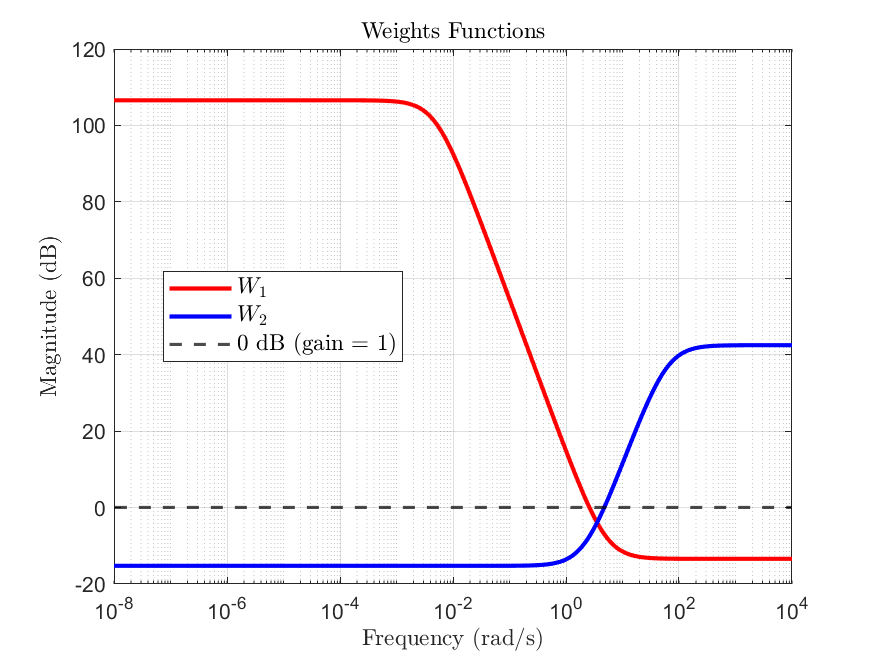 Weights Functions
120
100
80
60
40
20
0
-20
Magnitude (dB)
W₁
W₂
0 dB (gain = 1)
10⁻⁸ 10⁻⁶ 10⁻⁴ 10⁻² 10⁰ 10² 10⁴
Frequency (rad/s)